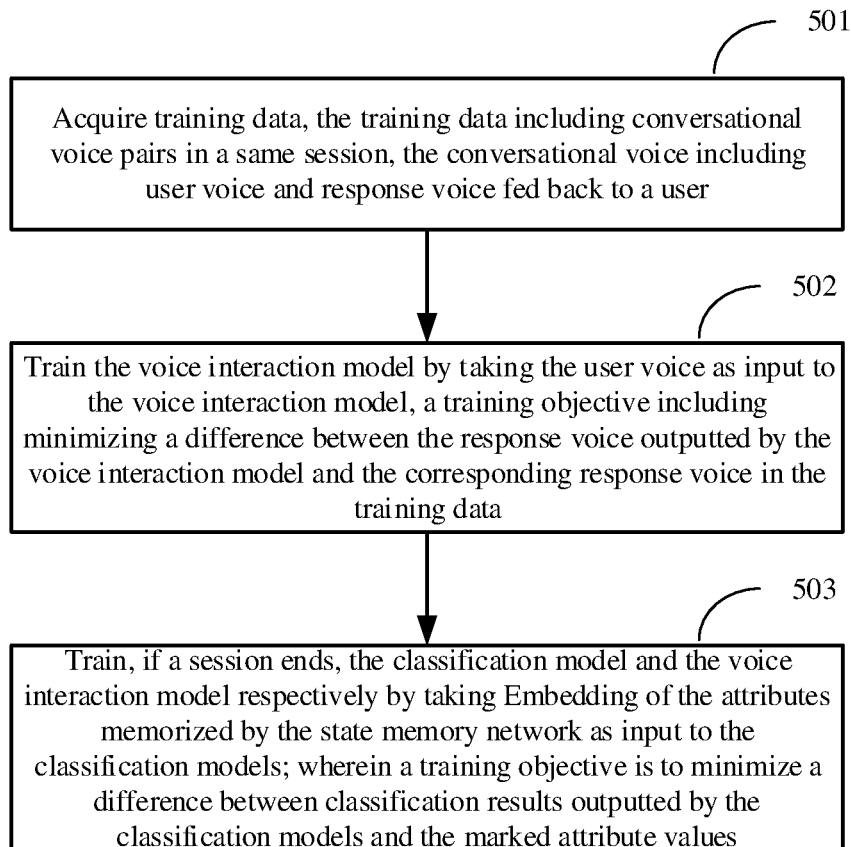 501
Acquire training data, the training data including conversational
voice pairs in a same session, the conversational voice including
user voice and response voice fed back to a user
502
Train the voice interaction model by taking the user voice as input to
the voice interaction model, a training objective including
minimizing a difference between the response voice outputted by the
voice interaction model and the corresponding response voice in the
training data
503
Train, if a session ends, the classification model and the voice
interaction model respectively by taking Embedding of the attributes
memorized by the state memory network as input to the
classification models; wherein a training objective is to minimize a
difference between classification results outputted by the
classification models and the marked attribute values